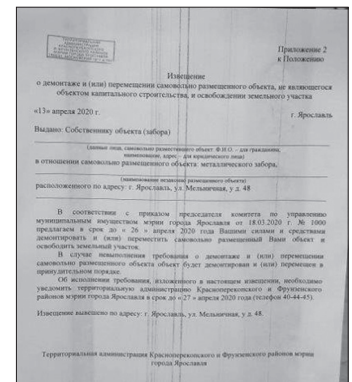 Приложение 2
к Положению
Извещение
о демонтаже и (или) перемещении самовольно размещенного объекта, не являющегося
объектом капитального строительства, и освобождении земельного участка
«13» апреля 2020 г.
г. Ярославль
Выдано: Собственнику объекта (забора)
(данные лица, самовольно разместившего объект: Ф.И.О. - для гражданина,
наименование, адрес - для юридического лица)
в отношении самовольно размещенного объекта: металлического забора,
(наименование незаконно размещенного объекта)
расположенного по адресу: г. Ярославль, ул. Мельничная, у д. 48
В соответствии с приказом председателя комитета по управлению
муниципальным имуществом мэрии города Ярославля от 18.03.2020 г. № 1000
предлагаем в срок до « 26 » апреля 2020 года Вашими силами и средствами
демонтировать и (или) переместить самовольно размещенный Вами объект и
освободить земельный участок.
В случае невыполнения требования о демонтаже и (или) перемещении
самовольно размещенного объекта объект будет демонтирован и (или) перемещен в
принудительном порядке.
Об исполнении требования, изложенного в настоящем извещении, необходимо
уведомить территориальную администрацию Красноперекопского и Фрунзенского
районов мэрии города Ярославля в срок до « 27 » апреля 2020 года (телефон 40-44-45).
Извещение вывешено по адресу: г. Ярославль, ул. Мельничная, у д. 48.
Территориальная администрация Красноперекопского и Фрунзенского районов мэрии
города Ярославля